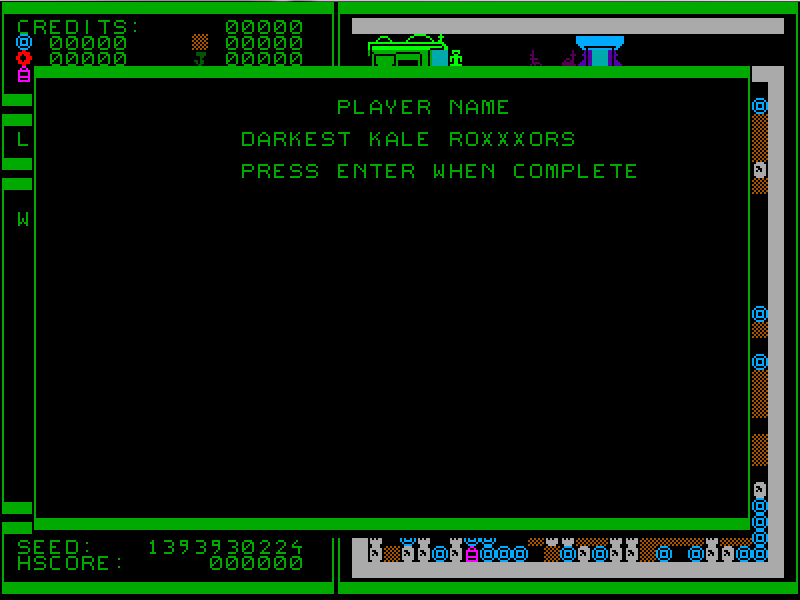 CREDITS: 00000
00000 00000
00000 00000
PLAYER NAME
DARKEST KALE ROXXXORS
PRESS ENTER WHEN COMPLETE
L
W
SEED: 1393930224
HSCORE: 000000